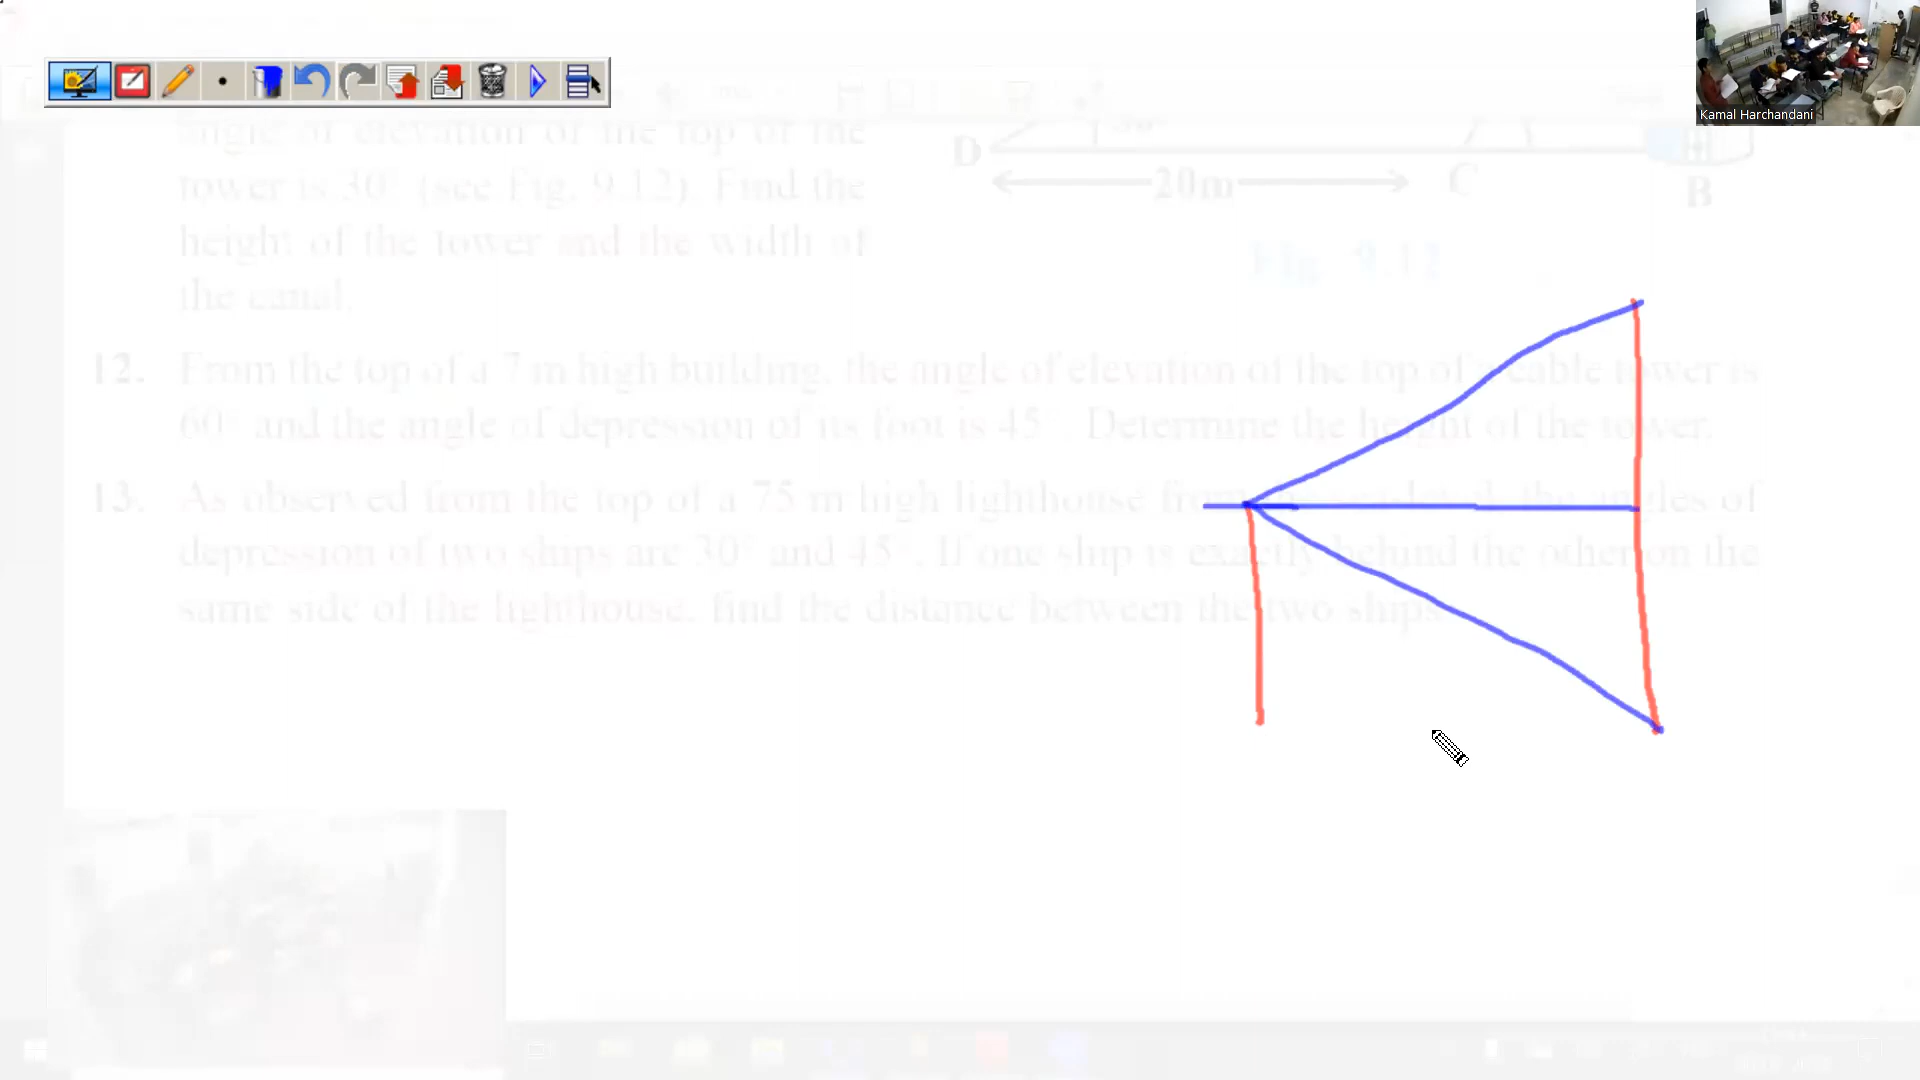 Kamal Harchandani
angle of elevation of the top of the
tower is 30° (see Fig. 9.12). Find the
height of the tower and the width of
the canal.
D
20m
C
B
Fig. 9.12
12. From the top of a 7 m high building, the angle of elevation of the top of a cable tower is
60° and the angle of depression of its foot is 45°. Determine the height of the tower.
13. As observed from the top of a 75 m high lighthouse from the the angles of
depression of two ships are 30° and 45°. If one ship is exactly behind the other on the
same side of the lighthouse, find the distance between the two ships